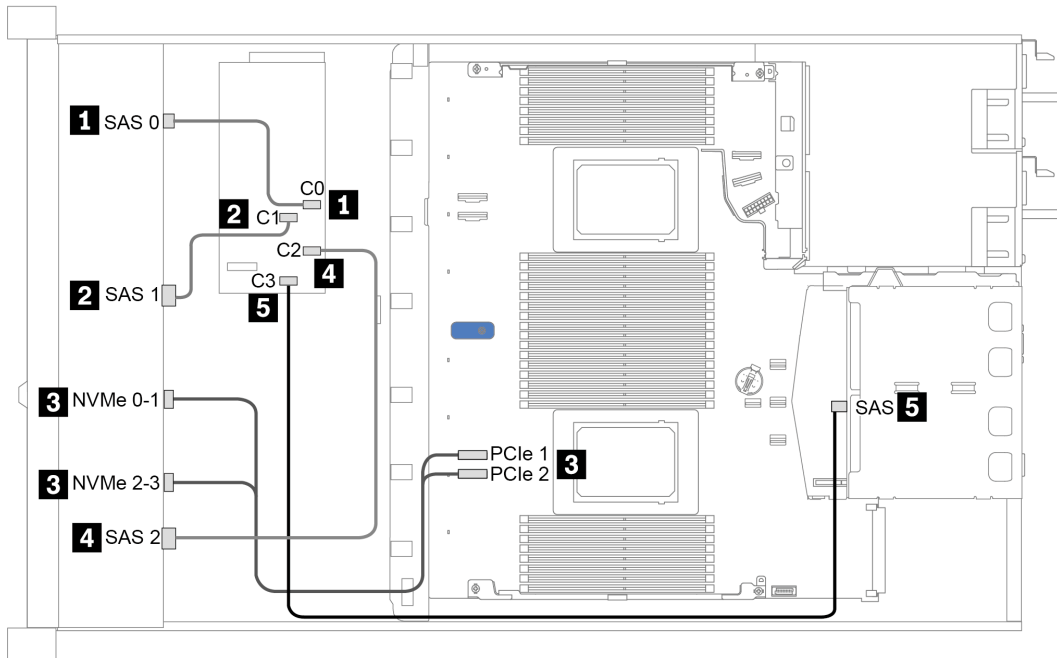 1 SAS 0
C0 1
2 C1
C2
4
2 SAS 1
C3
5
3 NVMe 0-1
SAS 5
PCIe 1
3
PCIe 2
3 NVMe 2-3
4 SAS 2